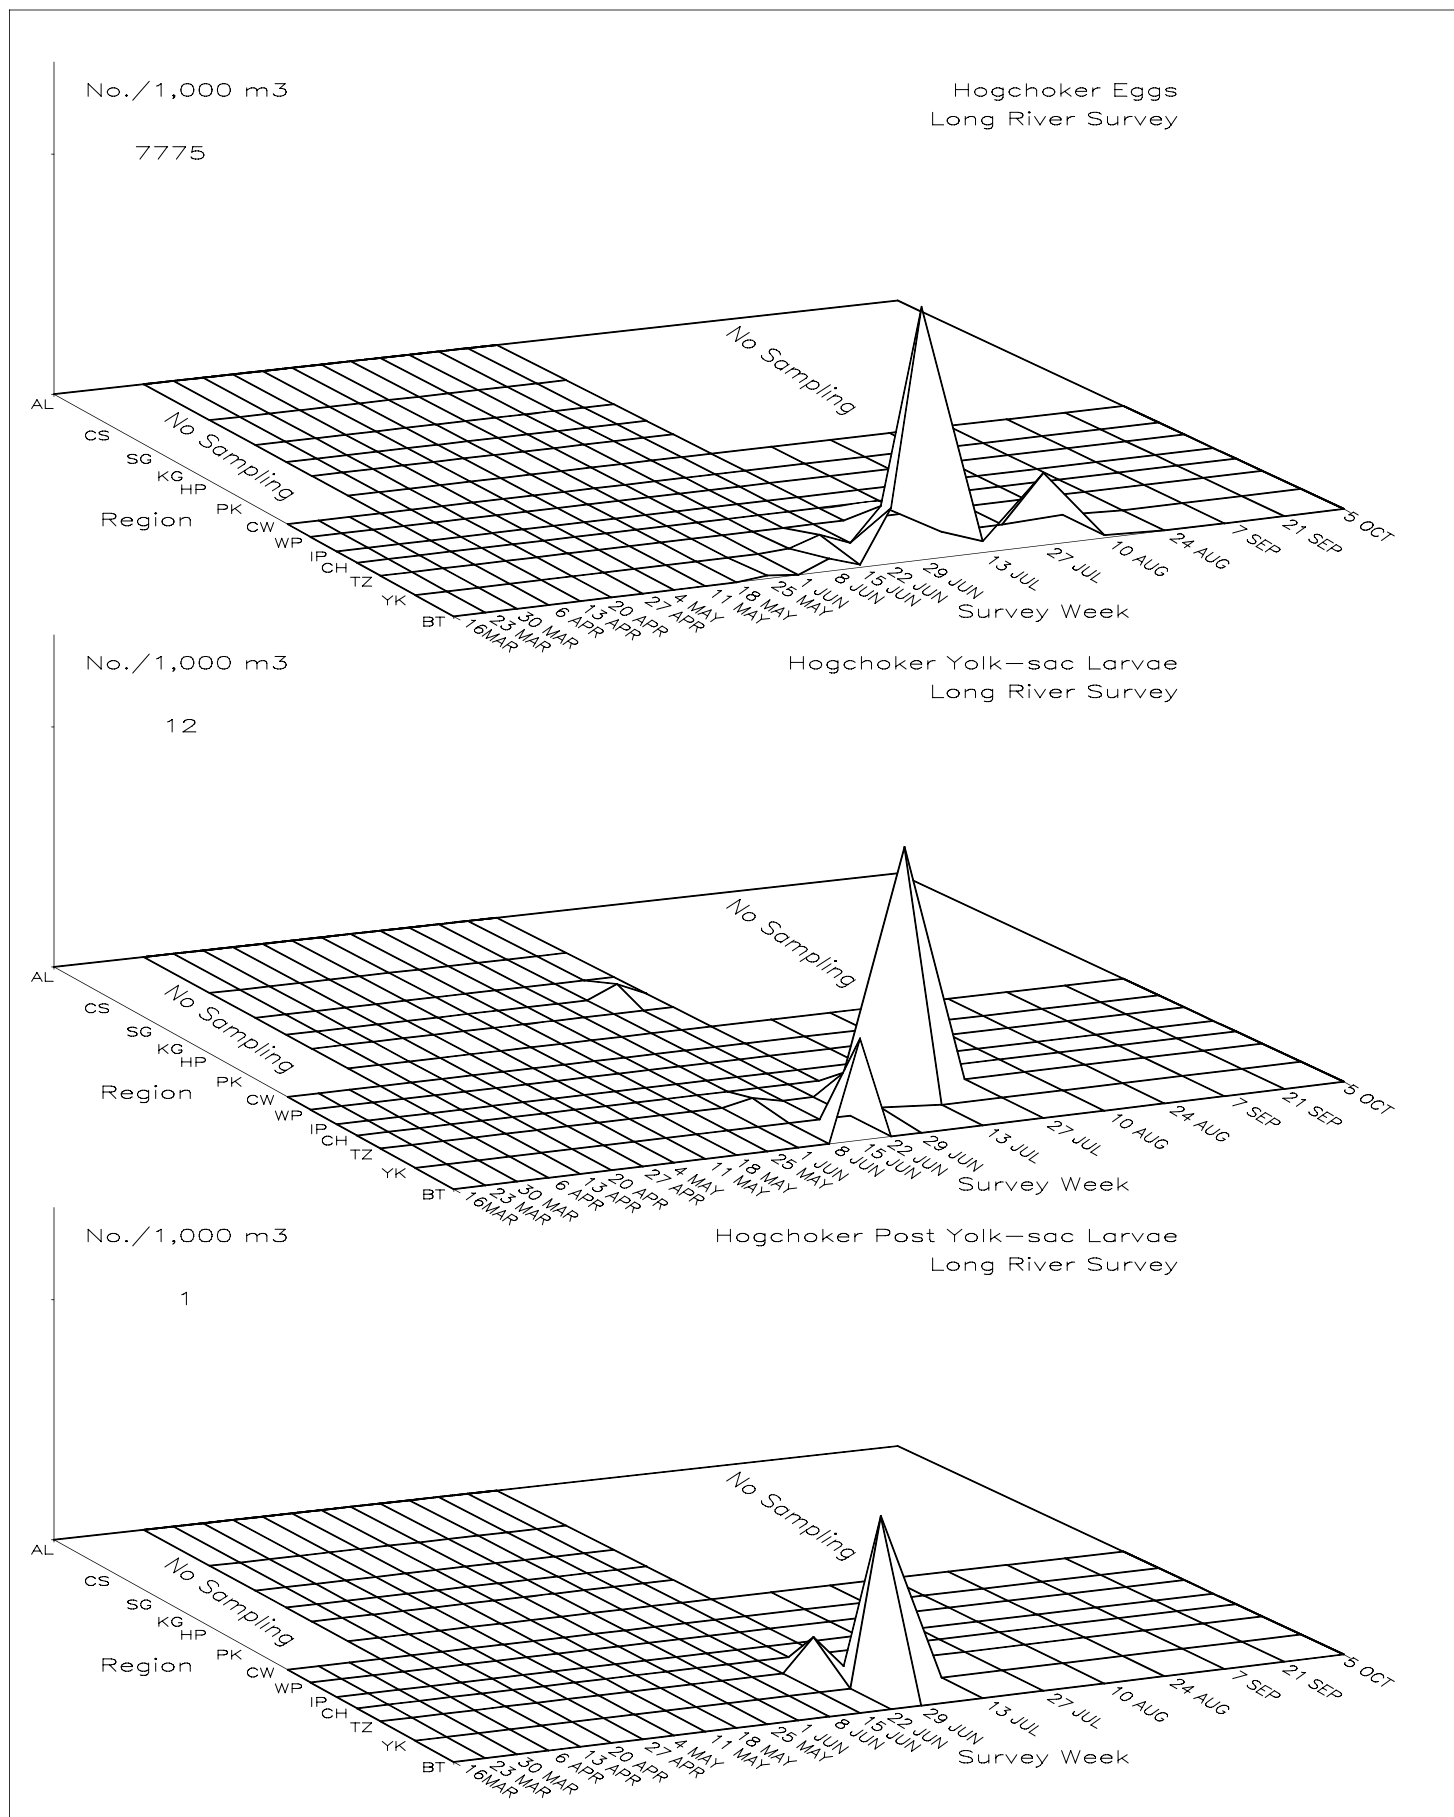 No./1,000 m3
Hogchoker Eggs
Long River Survey
7775
No Sampling
No Sampling
AL
CS
SG
KG
HP
PK
CW
WP
IP
CH
TZ
YK
BT
Region
16MAR
23 MAR
30 MAR
6 APR
13 APR
20 APR
27 APR
4 MAY
11 MAY
18 MAY
25 MAY
1 JUN
8 JUN
15 JUN
22 JUN
29 JUN
13 JUL
27 JUL
10 AUG
24 AUG
7 SEP
21 SEP
5 OCT
Survey Week
No./1,000 m3
Hogchoker Yolk-sac Larvae
Long River Survey
12
No Sampling
No Sampling
AL
CS
SG
KG
HP
PK
CW
WP
IP
CH
TZ
YK
BT
Region
16MAR
23 MAR
30 MAR
6 APR
13 APR
20 APR
27 APR
4 MAY
11 MAY
18 MAY
25 MAY
1 JUN
8 JUN
15 JUN
22 JUN
29 JUN
13 JUL
27 JUL
10 AUG
24 AUG
7 SEP
21 SEP
5 OCT
Survey Week
No./1,000 m3
Hogchoker Post Yolk-sac Larvae
Long River Survey
1
No Sampling
No Sampling
AL
CS
SG
KG
HP
PK
CW
WP
IP
CH
TZ
YK
BT
Region
16MAR
23 MAR
30 MAR
6 APR
13 APR
20 APR
27 APR
4 MAY
11 MAY
18 MAY
25 MAY
1 JUN
8 JUN
15 JUN
22 JUN
29 JUN
13 JUL
27 JUL
10 AUG
24 AUG
7 SEP
21 SEP
5 OCT
Survey Week